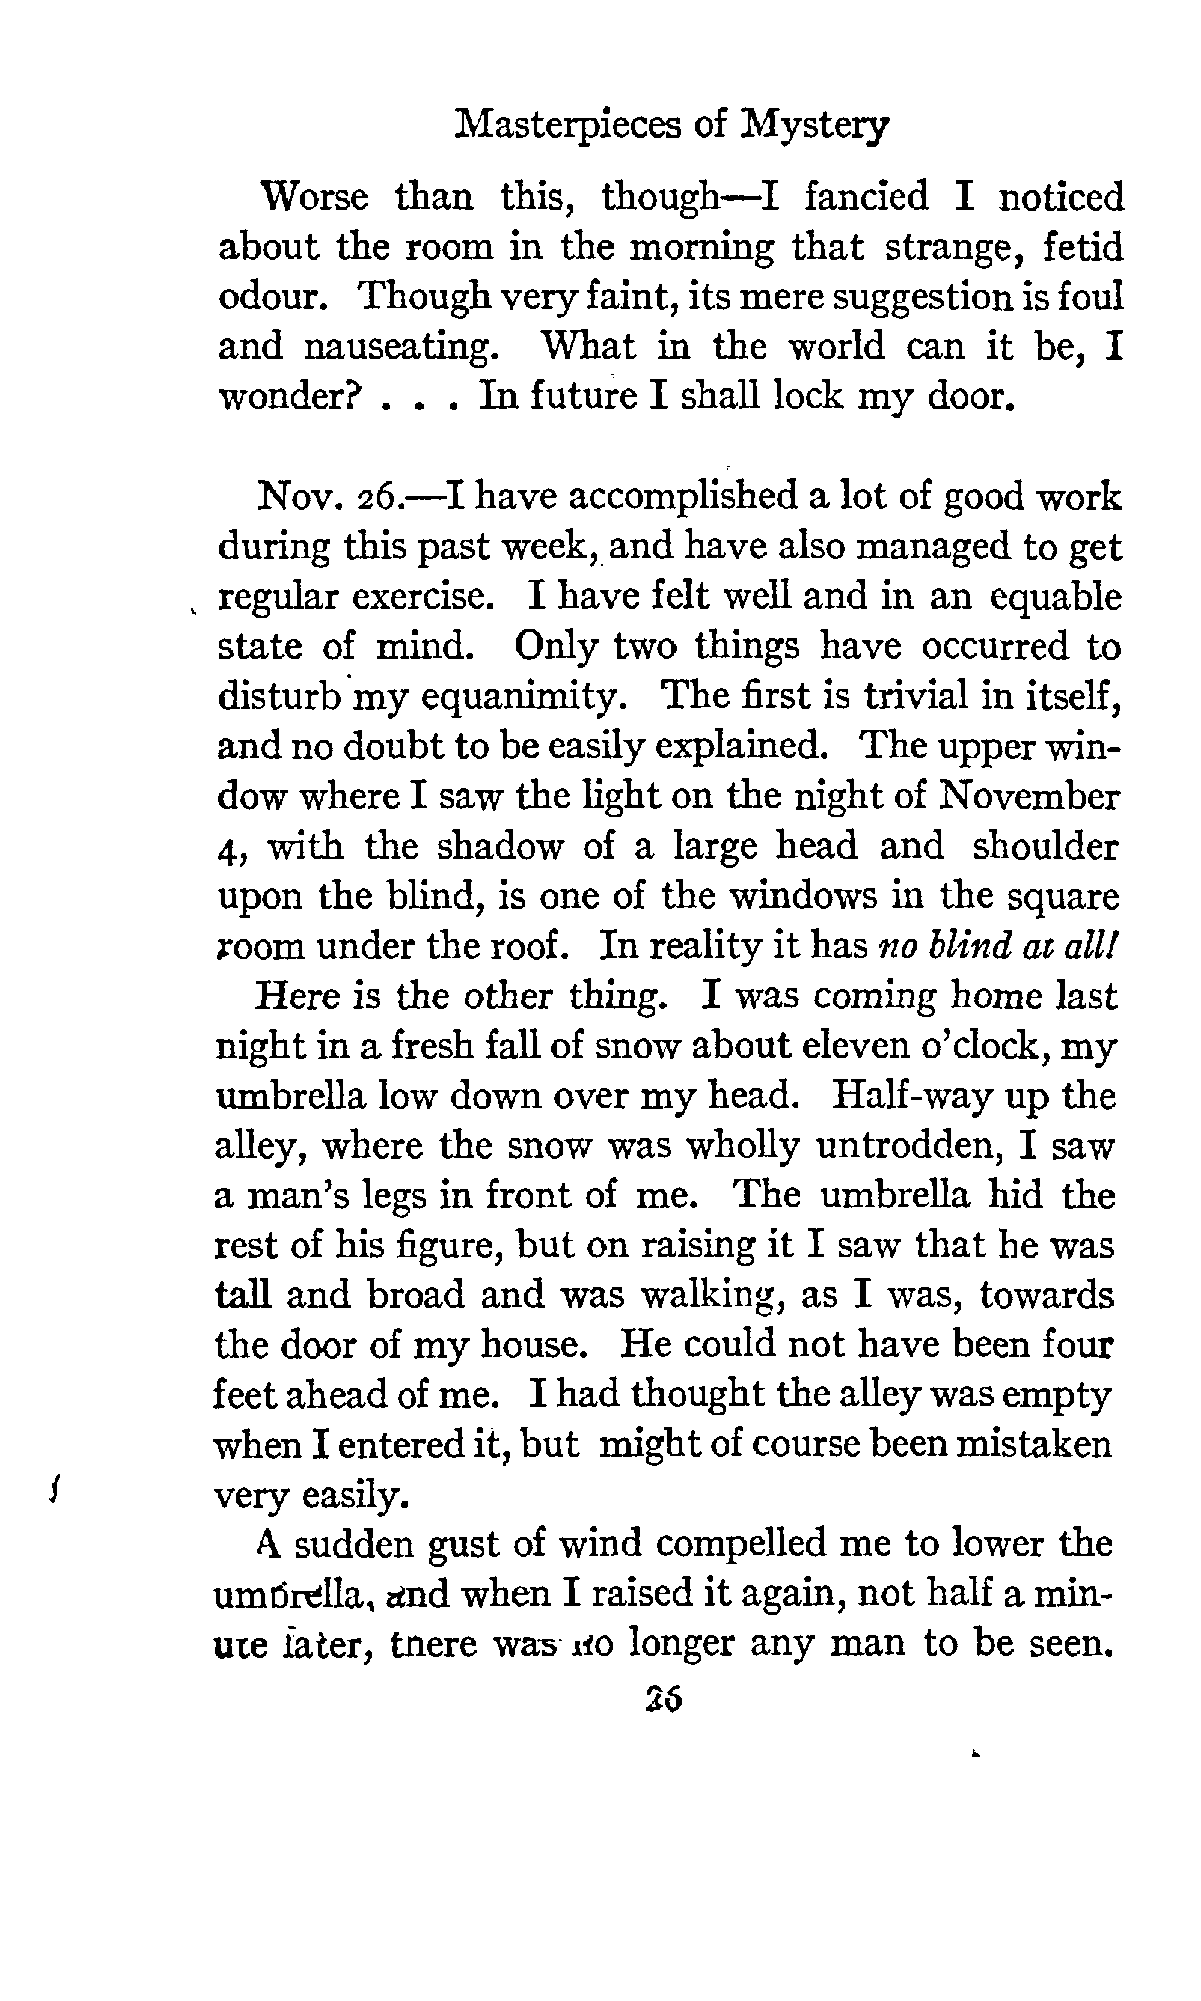 Masterpieces of Mystery
Worse than this, though—I fancied I noticed
about the room in the morning that strange, fetid
odour. Though very faint, its mere suggestion is foul
and nauseating. What in the world can it be, I
wonder? . . . In future I shall lock my door.
Nov. 26.—I have accomplished a lot of good work
during this past week, and have also managed to get
regular exercise. I have felt well and in an equable
state of mind. Only two things have occurred to
disturb my equanimity. The first is trivial in itself,
and no doubt to be easily explained. The upper win-
dow where I saw the light on the night of November
4, with the shadow of a large head and shoulder
upon the blind, is one of the windows in the square
room under the roof. In reality it has no blind at all!
Here is the other thing. I was coming home last
night in a fresh fall of snow about eleven o'clock, my
umbrella low down over my head. Half-way up the
alley, where the snow was wholly untrodden, I saw
a man's legs in front of me. The umbrella hid the
rest of his figure, but on raising it I saw that he was
tall and broad and was walking, as I was, towards
the door of my house. He could not have been four
feet ahead of me. I had thought the alley was empty
when I entered it, but might of course been mistaken
very easily.
A sudden gust of wind compelled me to lower the
umbrella, and when I raised it again, not half a min-
ute later, there was no longer any man to be seen.
26